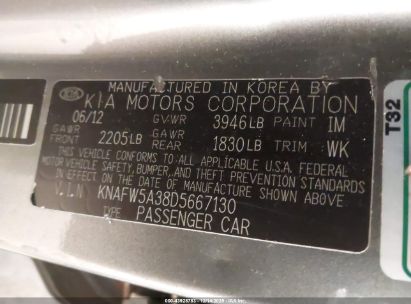 MANUFACTURED IN KOREA BY
KIA KIA MOTORS CORPORATION
06/12 GVWR 3946LB PAINT IM
GAWR FRONT 2205LB GAWR REAR 1830LB TRIM WK
THIS VEHICLE CONFORMS TO ALL APPLICABLE U.S.A. FEDERAL
MOTOR VEHICLE SAFETY, BUMPER, AND THEFT PREVENTION STANDARDS
IN EFFECT ON THE DATE OF MANUFACTURE SHOWN ABOVE.
V.I.N KNAFW5A38D5667130
TYPE PASSENGER CAR
T32